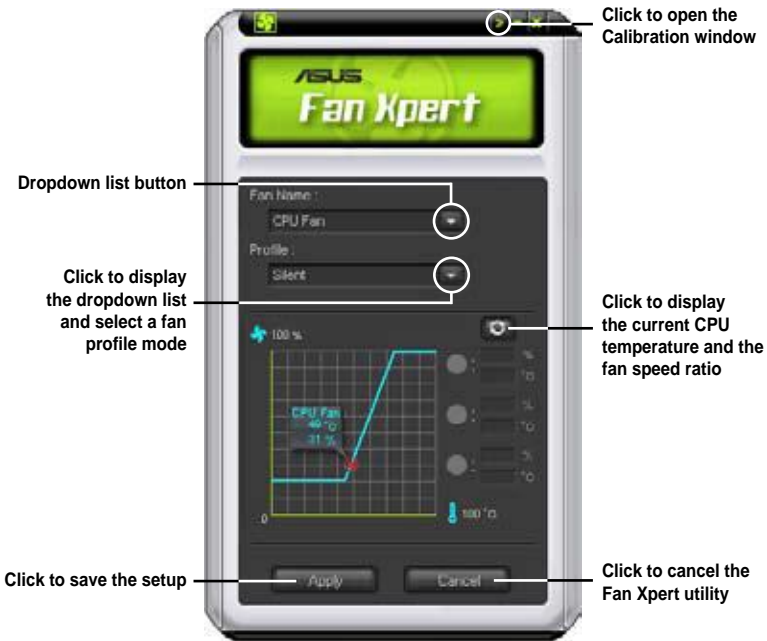 Click to open the
Calibration window
ASUS
Fan Xpert
Dropdown list button
Fan Name :
CPU Fan
Profile :
Silent
Click to display
the dropdown list
and select a fan
profile mode
Click to display
the current CPU
temperature and the
fan speed ratio
100 %
%
°C
CPU Fan
49 °C
31 %
%
°C
%
°C
0
100 °C
Click to save the setup
Apply
Cancel
Click to cancel the
Fan Xpert utility